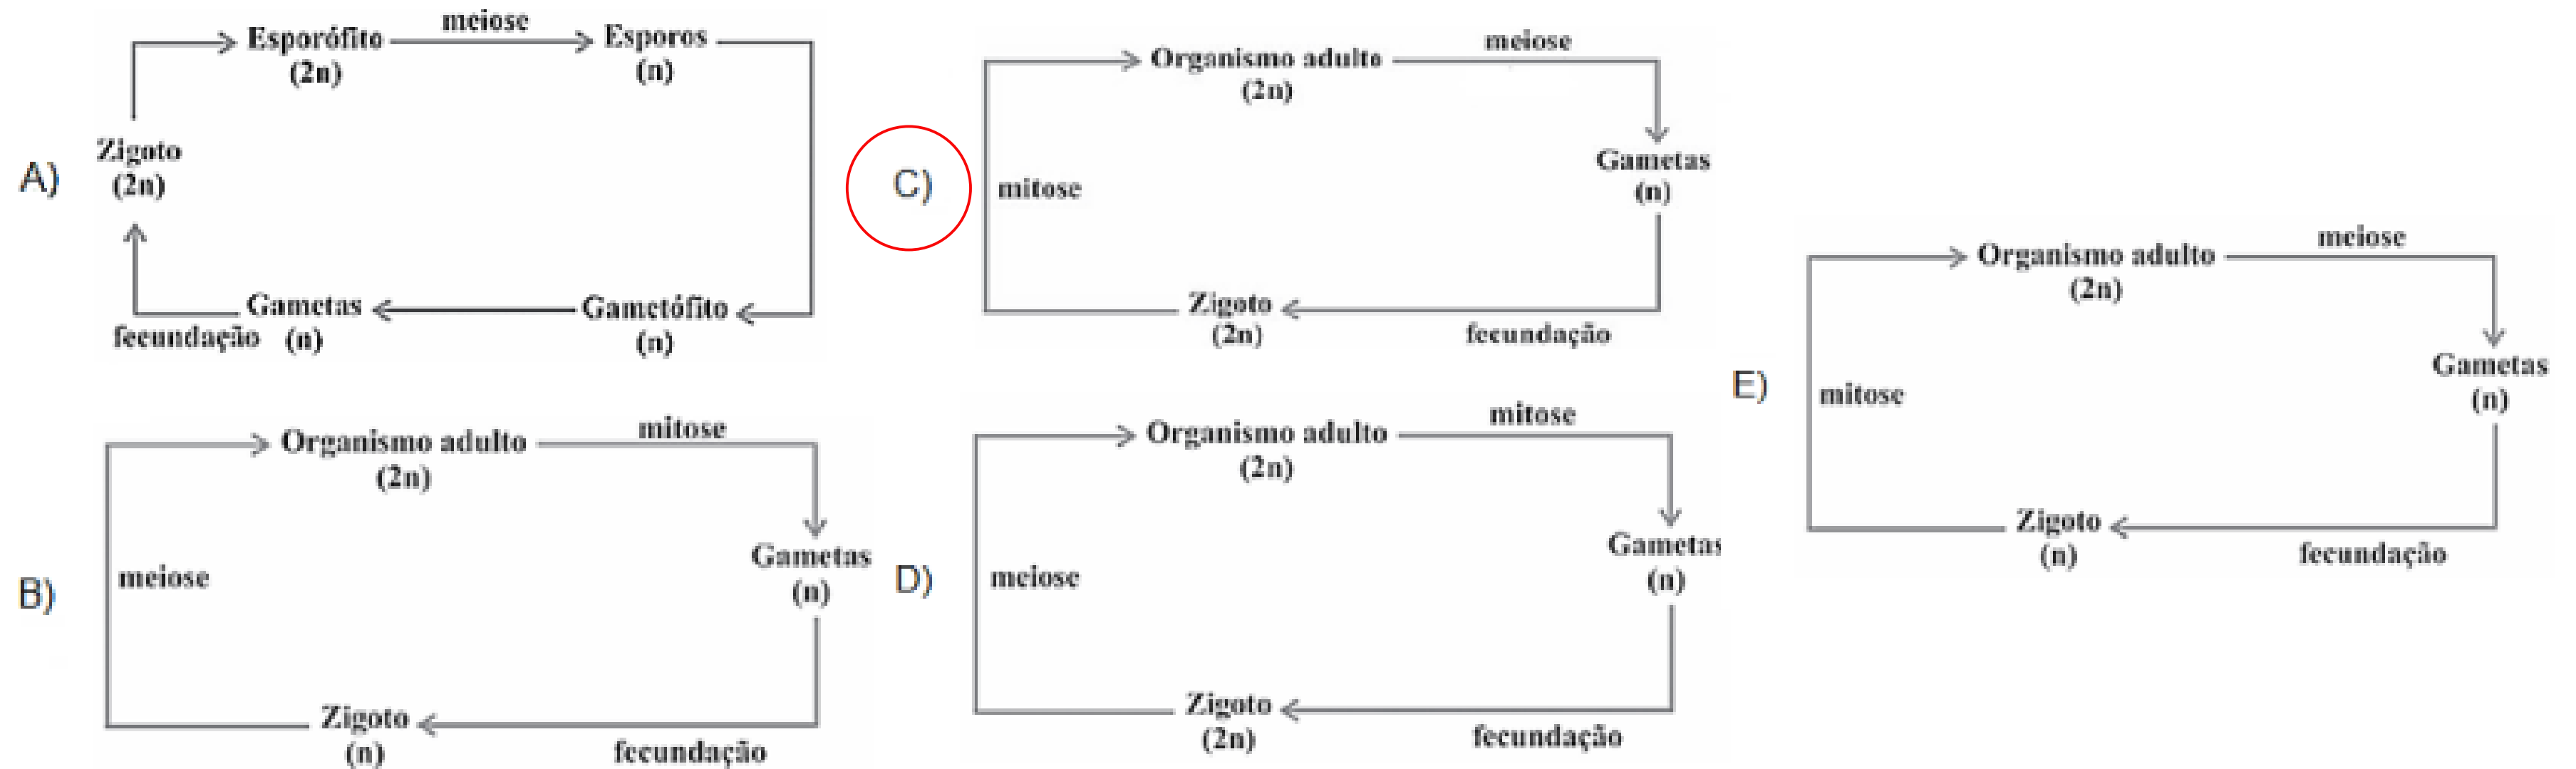 A)
meiose
Esporófito
(2n)
Esporos
(n)
Zigoto
(2n)
Gametas
(n)
Gametófito
(n)
fecundação
B)
Organismo adulto
(2n)
mitose
Gametas
(n)
meiose
Zigoto
(n)
fecundação
C)
Organismo adulto
(2n)
meiose
Gametas
(n)
mitose
Zigoto
(2n)
fecundação
D)
Organismo adulto
(2n)
mitose
Gametas
(n)
meiose
Zigoto
(2n)
fecundação
E)
Organismo adulto
(2n)
meiose
Gametas
(n)
mitose
Zigoto
(n)
fecundação